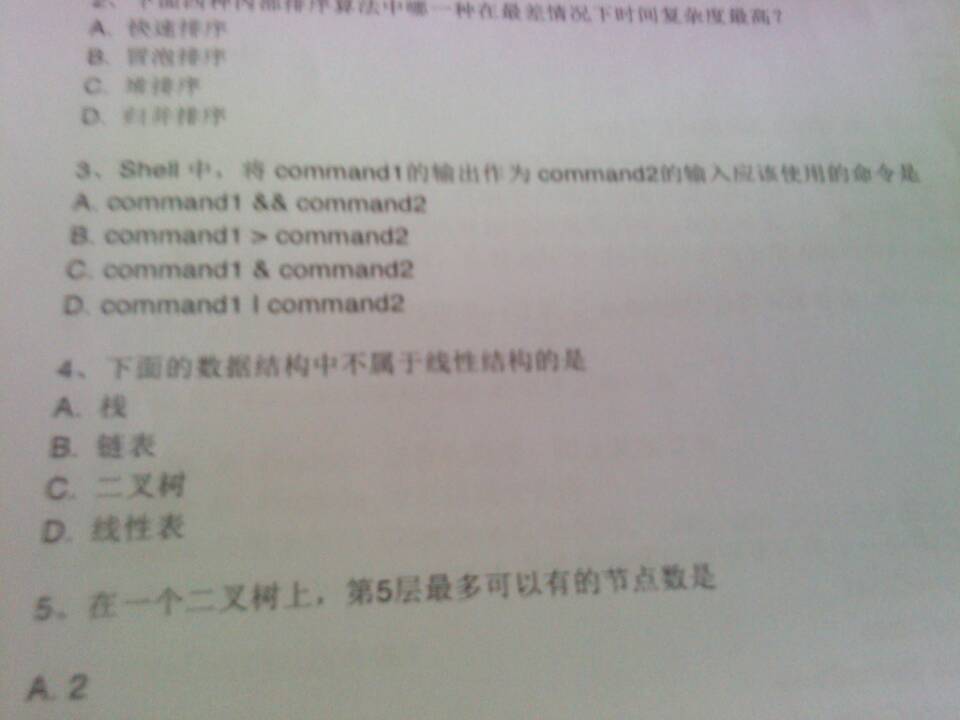 2、下面四种内部排序算法中哪一种在最差情况下时间复杂度最高?
A. 快速排序
B. 冒泡排序
C. 堆排序
D. 归并排序
3、Shell 中，将 command1的输出作为 command2的输入应该使用的命令是
A. command1 && command2
B. command1 > command2
C. command1 & command2
D. command1 | command2
4、下面的数据结构中不属于线性结构的是
A. 栈
B. 链表
C. 二叉树
D. 线性表
5、在一个二叉树上，第5层最多可以有的节点数是
A. 2